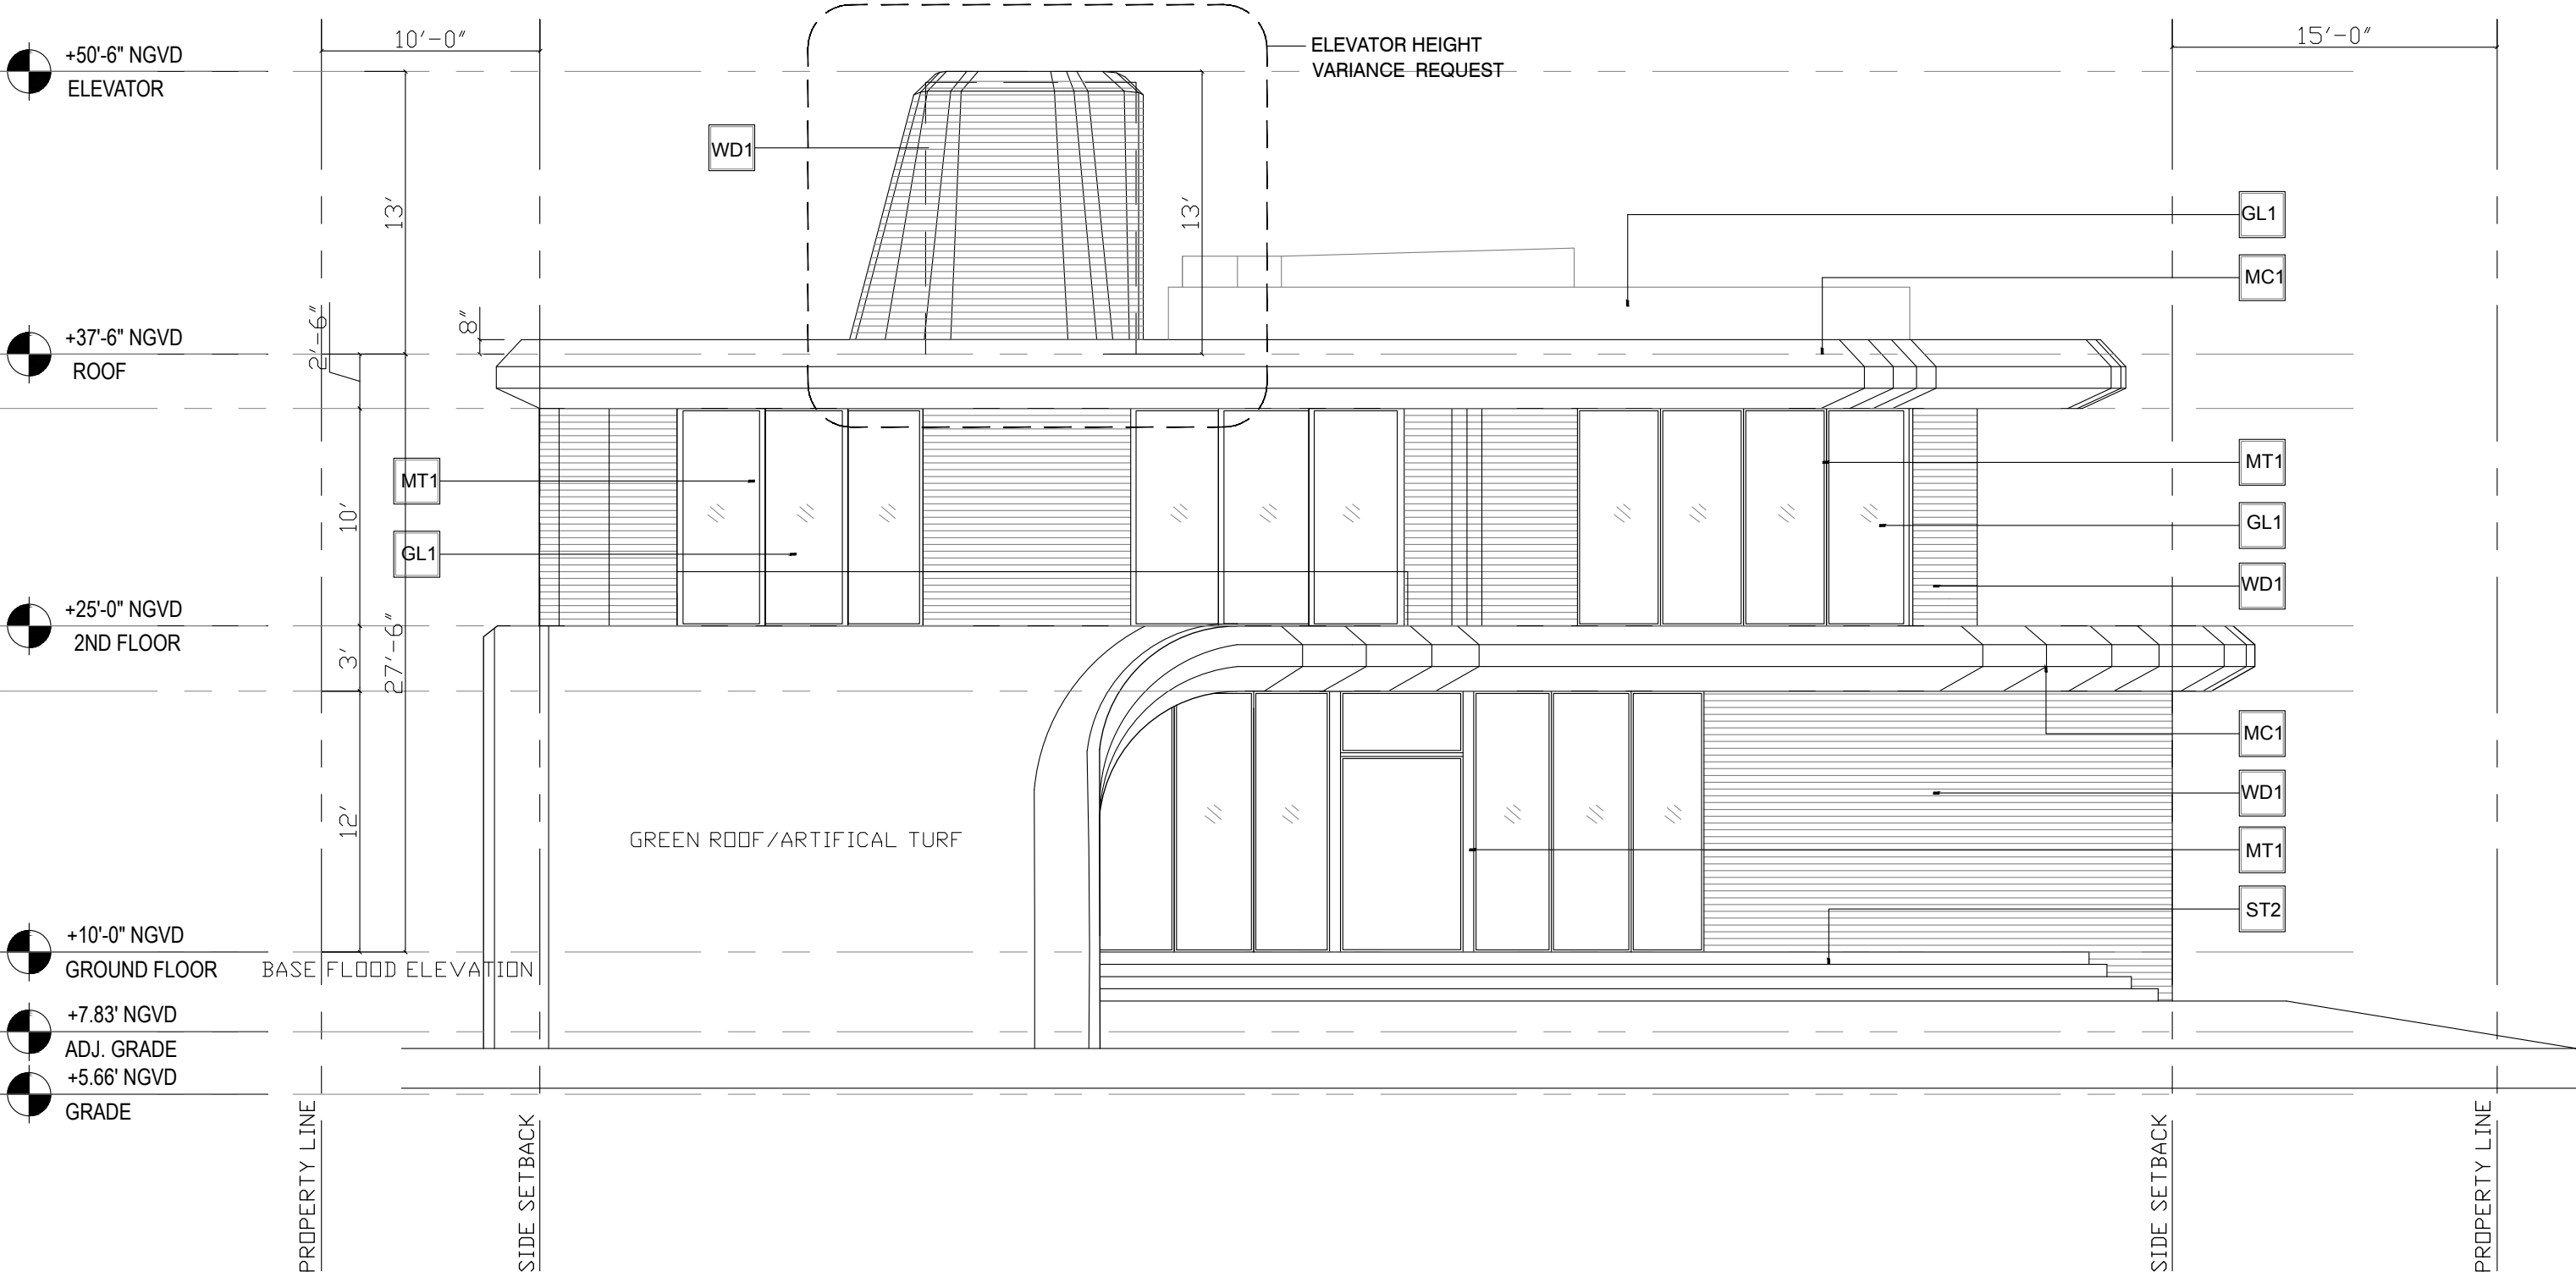 10'-0"
15'-0"
+50'-6" NGVD
ELEVATOR
ELEVATOR HEIGHT
VARIANCE REQUEST
WD1
13'
13'
GL1
MC1
8"
2'-6"
+37'-6" NGVD
ROOF
MT1
GL1
10'
MT1
GL1
WD1
+25'-0" NGVD
2ND FLOOR
3'
27'-6"
MC1
WD1
MT1
ST2
12'
GREEN ROOF/ARTIFICAL TURF
+10'-0" NGVD
GROUND FLOOR
BASE FLOOD ELEVATION
+7.83' NGVD
ADJ. GRADE
+5.66' NGVD
GRADE
PROPERTY LINE
SIDE SETBACK
SIDE SETBACK
PROPERTY LINE